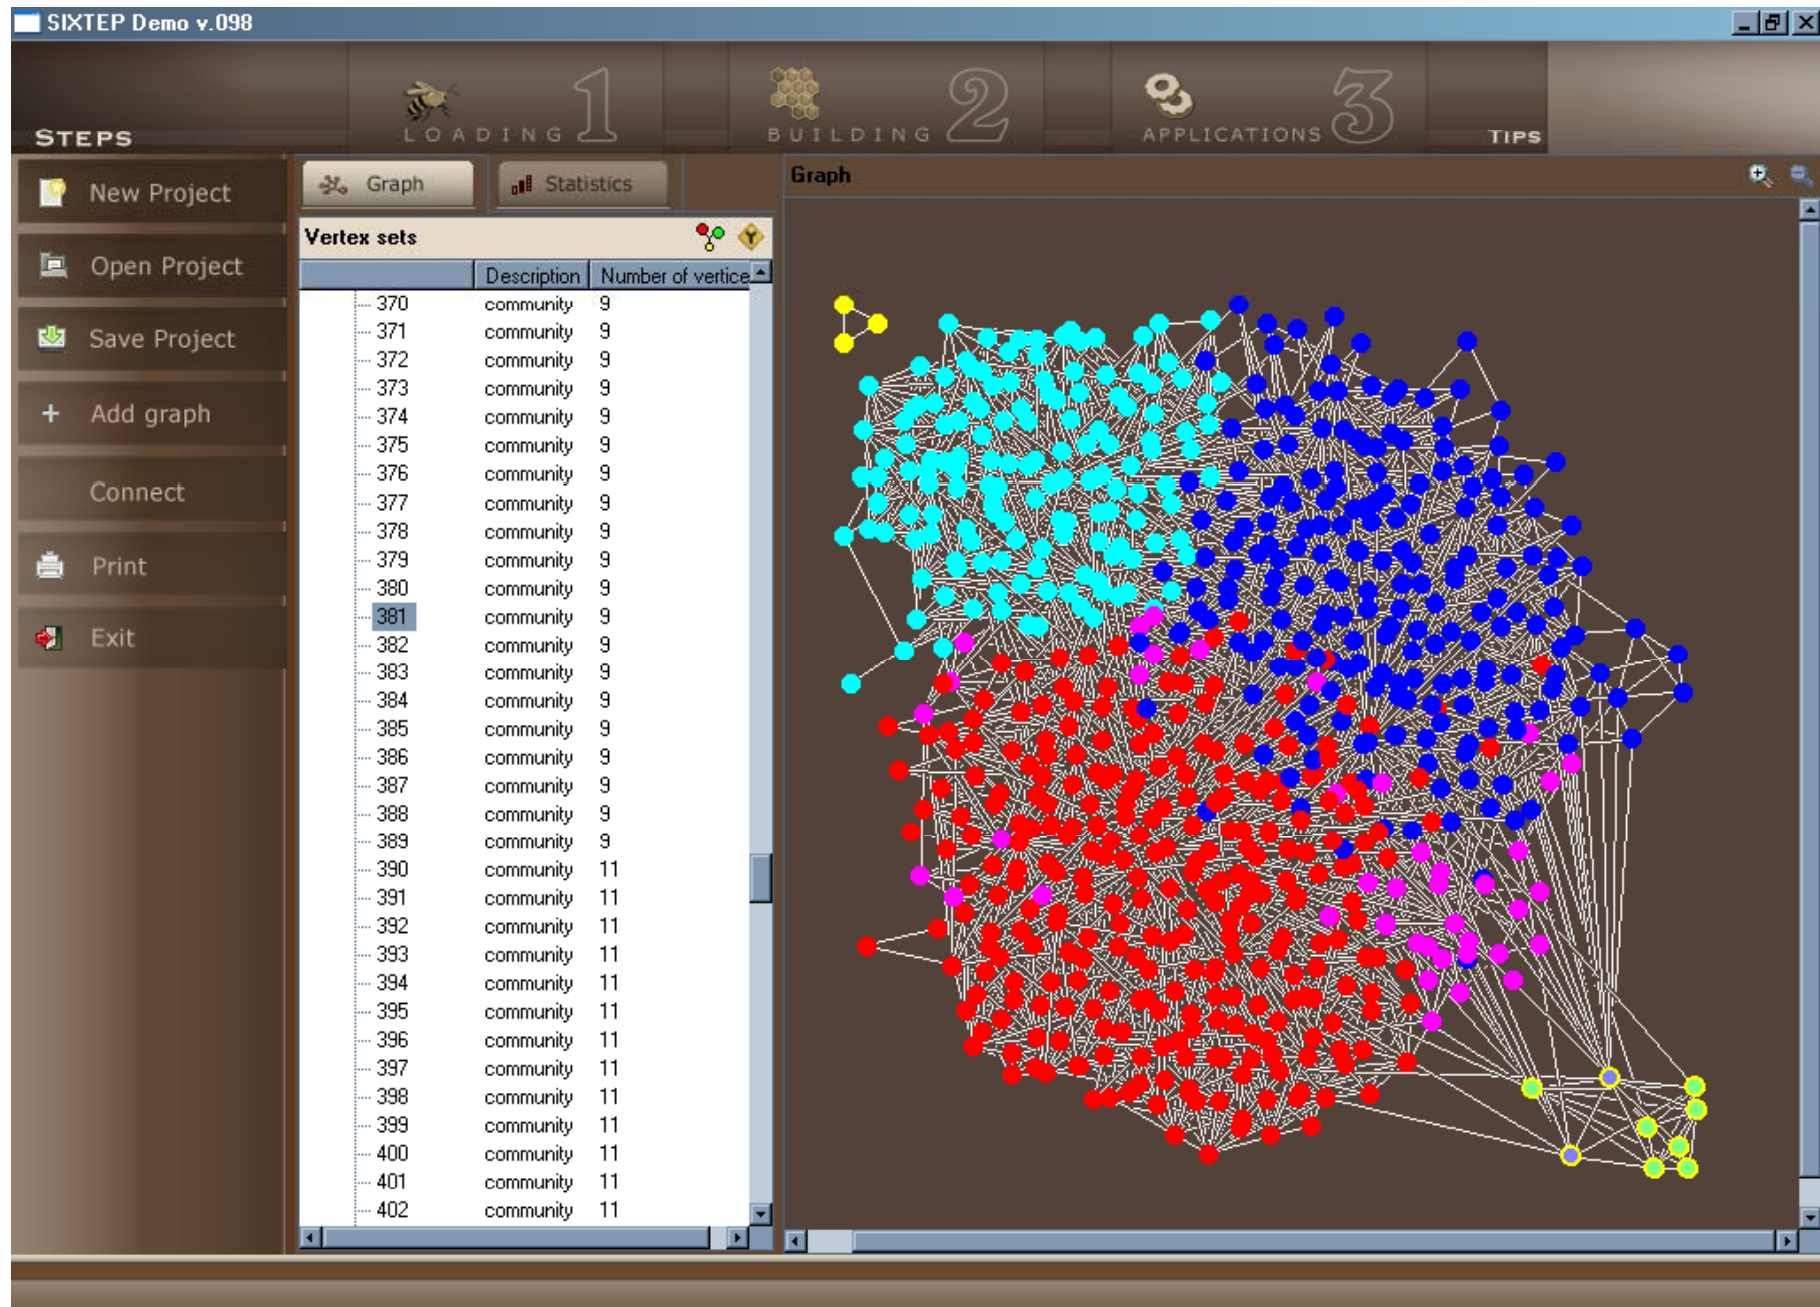 SIXTEP Demo v.098
STEPS
LOADING 1
BUILDING 2
APPLICATIONS 3
TIPS
New Project
Open Project
Save Project
+ Add graph
Connect
Print
Exit
Graph
Statistics
Vertex sets
Description Number of vertice
370 community 9
371 community 9
372 community 9
373 community 9
374 community 9
375 community 9
376 community 9
377 community 9
378 community 9
379 community 9
380 community 9
381 community 9
382 community 9
383 community 9
384 community 9
385 community 9
386 community 9
387 community 9
388 community 9
389 community 9
390 community 11
391 community 11
392 community 11
393 community 11
394 community 11
395 community 11
396 community 11
397 community 11
398 community 11
399 community 11
400 community 11
401 community 11
402 community 11
Graph